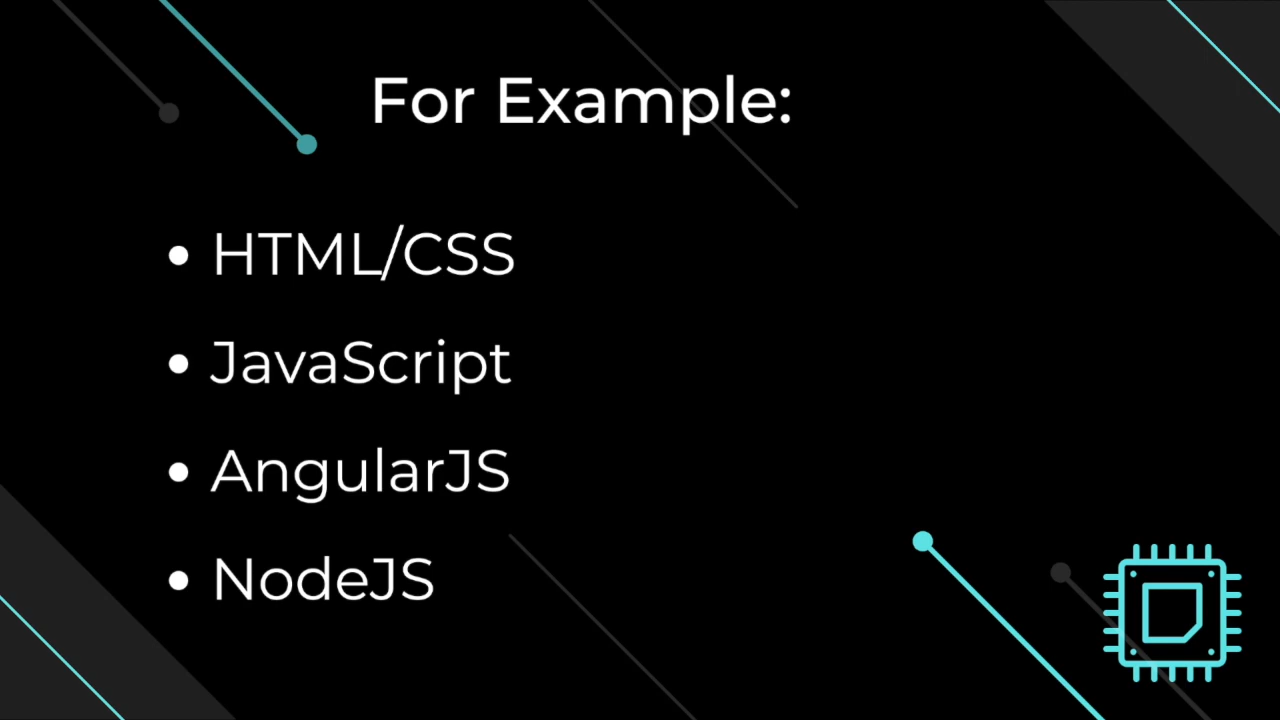 For Example:
• HTML/CSS
• JavaScript
• AngularJS
• NodeJS